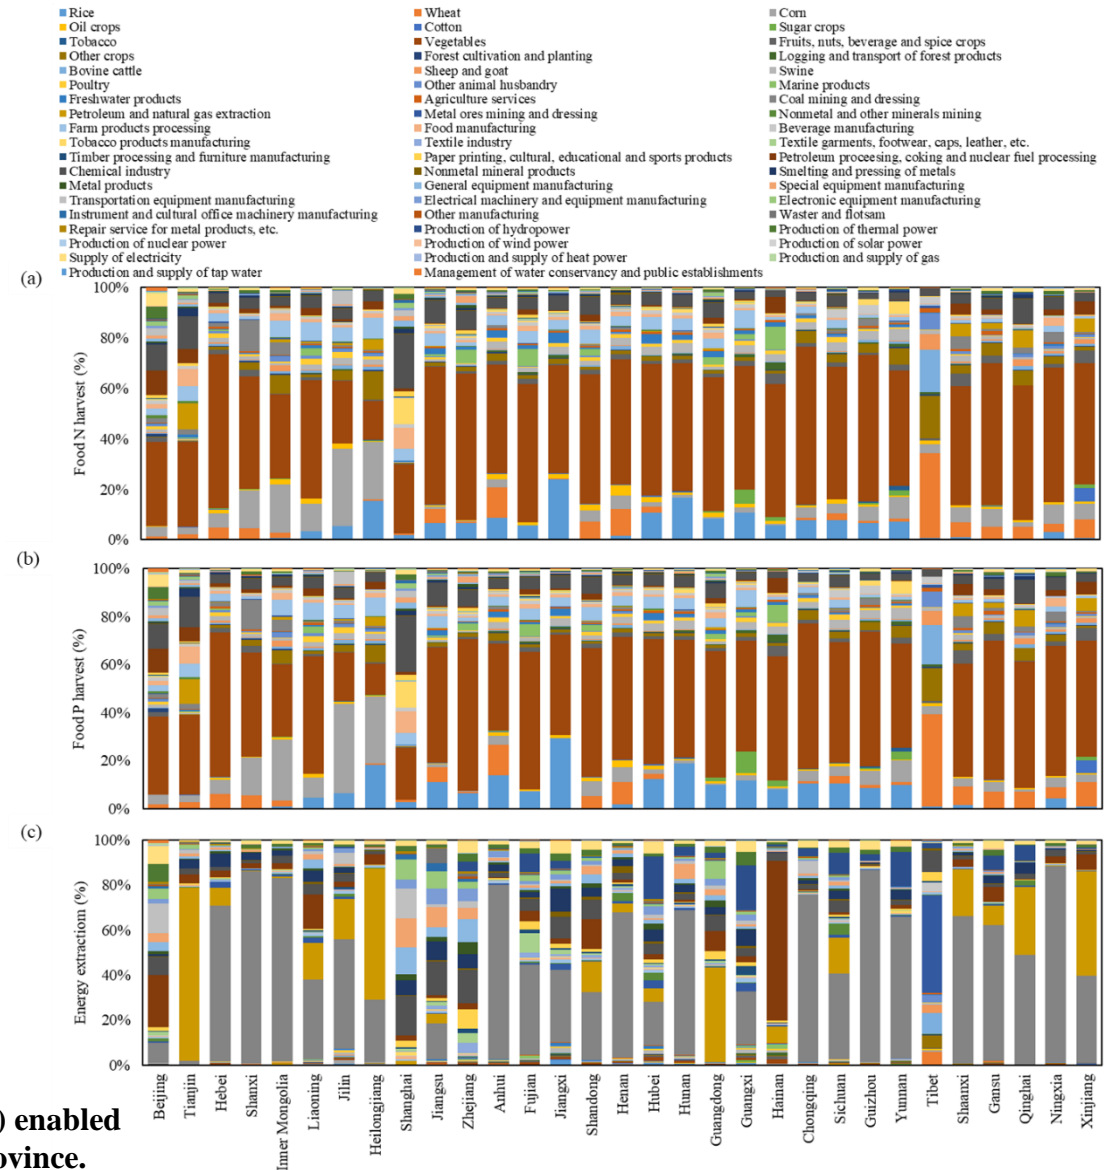 Rice Wheat Corn
Oil crops Cotton Sugar crops
Tobacco Vegetables Fruits, nuts, beverage and spice crops
Other crops Forest cultivation and planting Logging and transport of forest products
Bovine cattle Sheep and goat Swine
Poultry Other animal husbandry Marine products
Freshwater products Agriculture services Coal mining and dressing
Petroleum and natural gas extraction Metal ores mining and dressing Nonmetal and other minerals mining
Farm products processing Food manufacturing Beverage manufacturing
Tobacco products manufacturing Textile industry Textile garments, footwear, caps, leather, etc.
Timber processing and furniture manufacturing Paper printing, cultural, educational and sports products Petroleum proceesing, coking and nuclear fuel processing
Chemical industry Nonmetal mineral products Smelting and pressing of metals
Metal products General equipment manufacturing Special equipment manufacturing
Transportation equipment manufacturing Electrical machinery and equipment manufacturing Electronic equipment manufacturing
Instrument and cultural office machinery manufacturing Other manufacturing Waster and flotsam
Repair service for metal products, etc. Production of hydropower Production of thermal power
Production of nuclear power Production of wind power Production of solar power
Supply of electricity Production and supply of heat power Production and supply of gas
Production and supply of tap water Management of water conservancy and public establishments
(a)
Food N harvest (%)
100%
80%
60%
40%
20%
0%
(b)
Food P harvest (%)
100%
80%
60%
40%
20%
0%
(c)
Energy extractiom (%)
100%
80%
60%
40%
20%
0%
Beijing Tianjin Hebei Shanxi Inner Mongolia Liaoning Jilin Heilongjiang Shanghai Jiangsu Zhejiang Anhui Fujian Jiangxi Shandong Henan Hubei Hunan Guangdong Guangxi Hainan Chongqing Sichuan Guizhou Yunnan Tibet Shaanxi Gansu Qinghai Ningxia Xinjiang
) enabled
ovince.